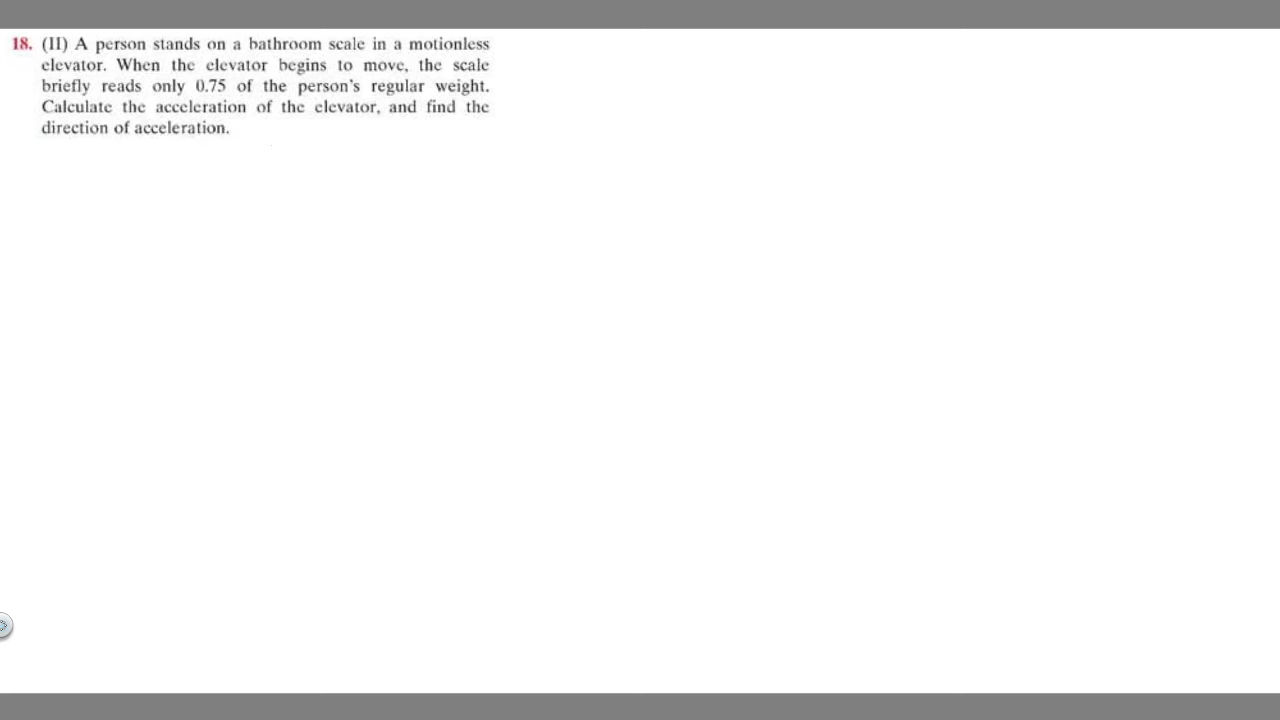 18. (II) A person stands on a bathroom scale in a motionless
elevator. When the elevator begins to move, the scale
briefly reads only 0.75 of the person's regular weight.
Calculate the acceleration of the elevator, and find the
direction of acceleration.